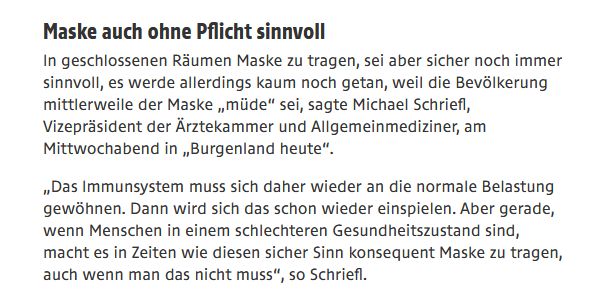 Maske auch ohne Pflicht sinnvoll
In geschlossenen Räumen Maske zu tragen, sei aber sicher noch immer
sinnvoll, es werde allerdings kaum noch getan, weil die Bevölkerung
mittlerweile der Maske „müde“ sei, sagte Michael Schriefl,
Vizepräsident der Ärztekammer und Allgemeinmediziner, am
Mittwochabend in „Burgenland heute“.
„Das Immunsystem muss sich daher wieder an die normale Belastung
gewöhnen. Dann wird sich das schon wieder einspielen. Aber gerade,
wenn Menschen in einem schlechteren Gesundheitszustand sind,
macht es in Zeiten wie diesen sicher Sinn konsequent Maske zu tragen,
auch wenn man das nicht muss“, so Schriefl.